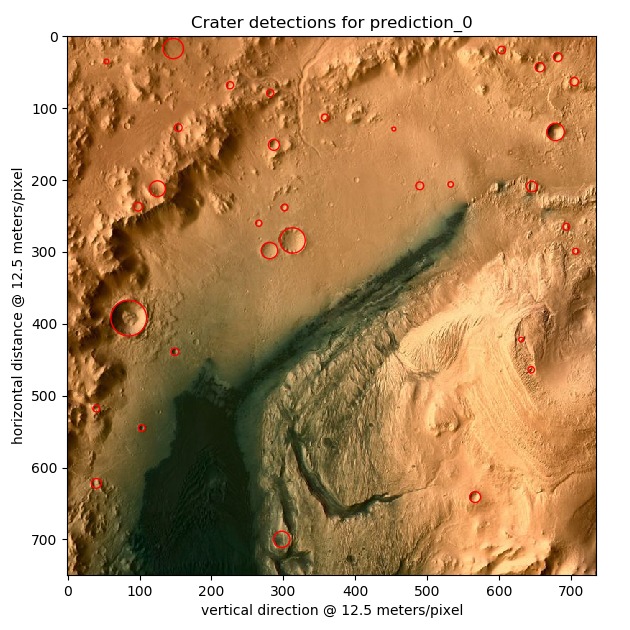 Crater detections for prediction_0
0
100
200
300
400
500
600
700
horizontal distance @ 12.5 meters/pixel
0 100 200 300 400 500 600 700
vertical direction @ 12.5 meters/pixel